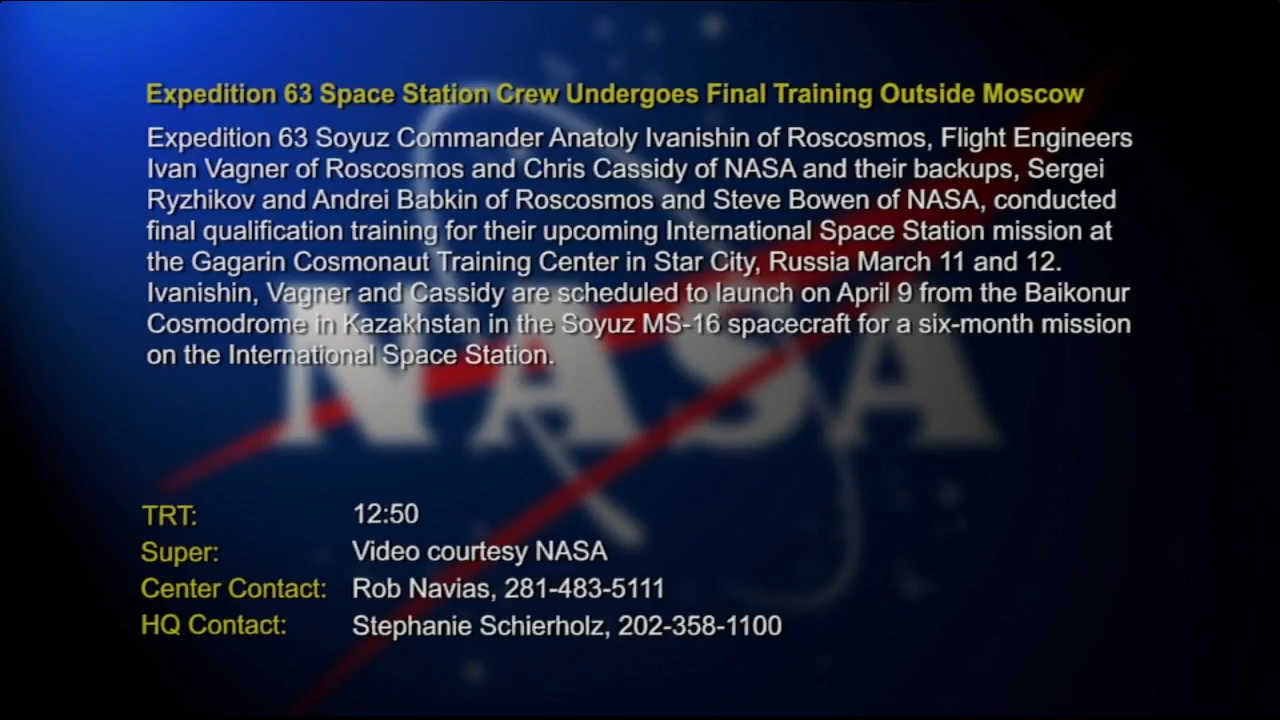 Expedition 63 Space Station Crew Undergoes Final Training Outside Moscow
Expedition 63 Soyuz Commander Anatoly Ivanishin of Roscosmos, Flight Engineers
Ivan Vagner of Roscosmos and Chris Cassidy of NASA and their backups, Sergei
Ryzhikov and Andrei Babkin of Roscosmos and Steve Bowen of NASA, conducted
final qualification training for their upcoming International Space Station mission at
the Gagarin Cosmonaut Training Center in Star City, Russia March 11 and 12.
Ivanishin, Vagner and Cassidy are scheduled to launch on April 9 from the Baikonur
Cosmodrome in Kazakhstan in the Soyuz MS-16 spacecraft for a six-month mission
on the International Space Station.
NASA
TRT: 12:50
Super: Video courtesy NASA
Center Contact: Rob Navias, 281-483-5111
HQ Contact: Stephanie Schierholz, 202-358-1100